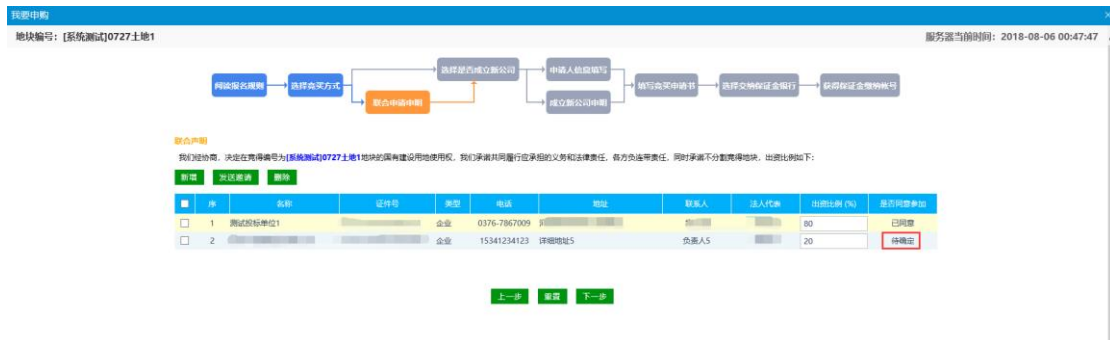 我要申购
地块编号：[系统测试]0727土地1
服务器当前时间：2018-08-06 00:47:47
选择是否成立新公司
申请人信息填写
阅读报名规则
选择竞买方式
填写竞买申请书
选择交纳保证金银行
获得保证金缴纳帐号
联合申请申明
成立新公司申明
联合声明
我们经协商，决定在竞得编号为[系统测试]0727土地1地块的国有建设用地使用权，我们承诺共同履行应承担的义务和法律责任，各方负连带责任，同时承诺不分割竞得地块，出资比例如下：
新增 发送邀请 删除
序 名称 证件号 类型 电话 地址 联系人 法人代表 出资比例 (%) 是否同意参加
1 测试投标单位1 企业 0376-7867009 80 已同意
2 企业 15341234123 详细地址5 负责人5 20 待确定
上一步 重置 下一步